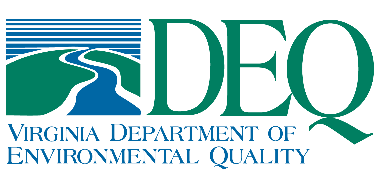 DEQ
VIRGINIA DEPARTMENT OF
ENVIRONMENTAL QUALITY